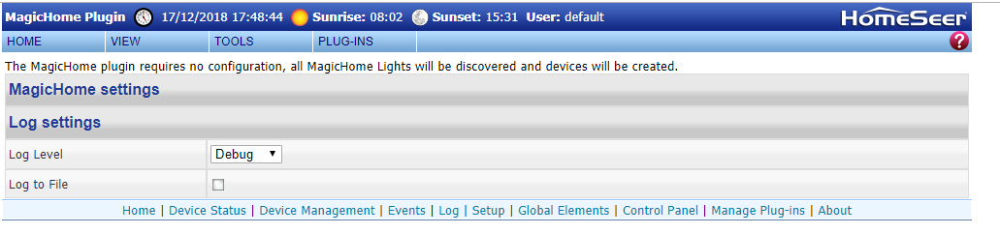 MagicHome Plugin 17/12/2018 17:48:44 Sunrise: 08:02 Sunset: 15:31 User: default HomeSeer
HOME VIEW TOOLS PLUG-INS ?
The MagicHome plugin requires no configuration, all MagicHome Lights will be discovered and devices will be created.
MagicHome settings
Log settings
Log Level Debug
Log to File
Home | Device Status | Device Management | Events | Log | Setup | Global Elements | Control Panel | Manage Plug-ins | About